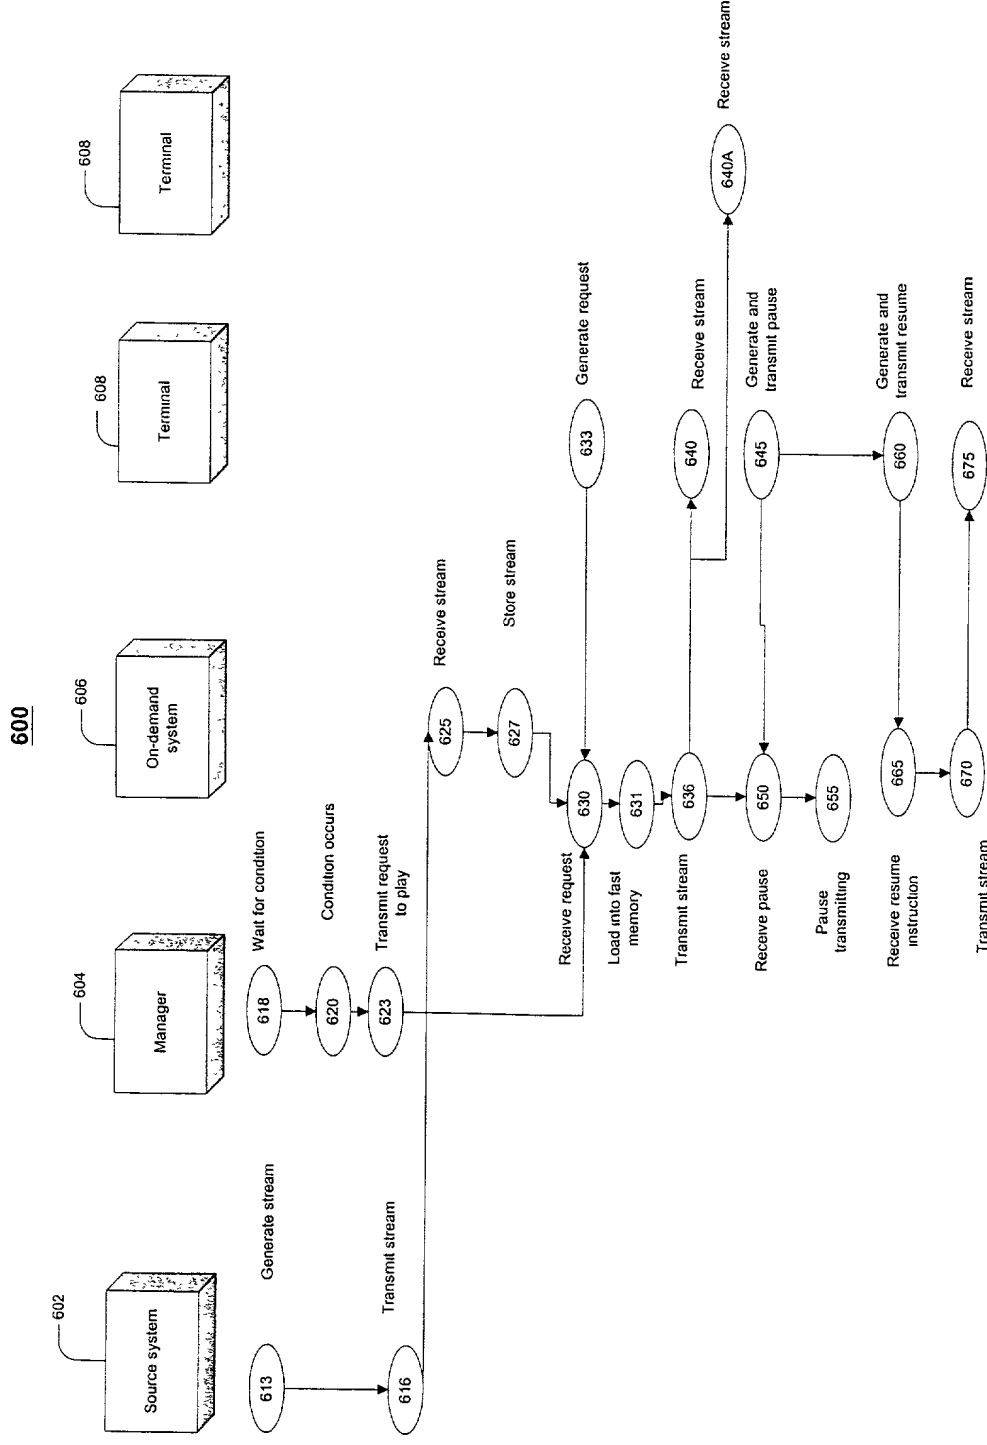 600
602
Source system
604
Manager
606
On-demand
system
608
Terminal
608
Terminal
613
Generate stream
618
Wait for condition
620
Condition occurs
616
Transmit stream
623
Transmit request
to play
625
Receive stream
627
Store stream
630
Receive request
633
Generate request
631
Load into fast
memory
636
Transmit stream
640
Receive stream
640A
Receive stream
645
Generate and
transmit pause
650
Receive pause
655
Pause
transmitting
660
Generate and
transmit resume
665
Receive resume
instruction
670
Transmit stream
675
Receive stream